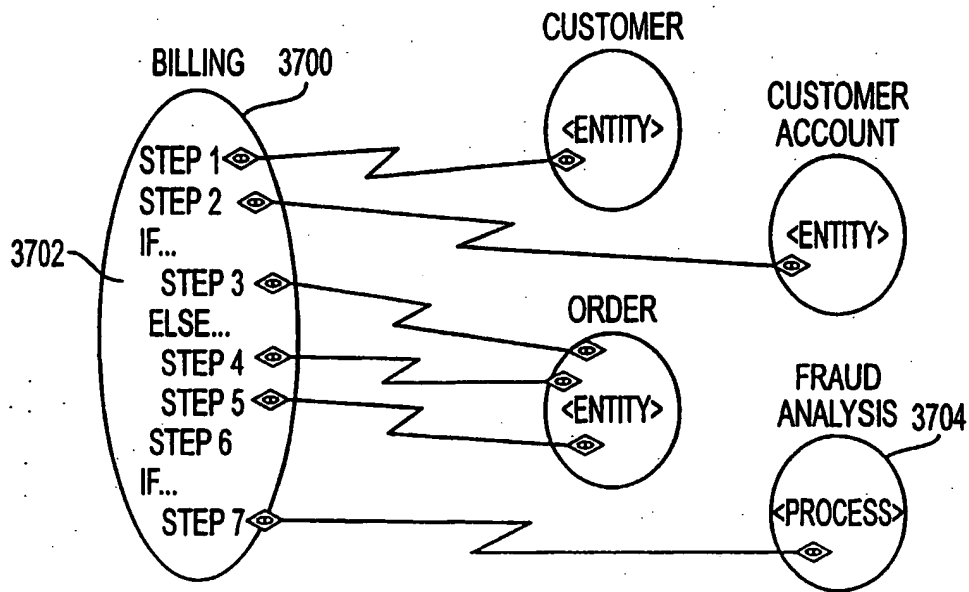 CUSTOMER
BILLING 3700
CUSTOMER
ACCOUNT
<ENTITY>
STEP 1
STEP 2
IF...
<ENTITY>
3702
STEP 3
ORDER
ELSE...
STEP 4
FRAUD
ANALYSIS 3704
STEP 5
<ENTITY>
STEP 6
IF...
<PROCESS>
STEP 7